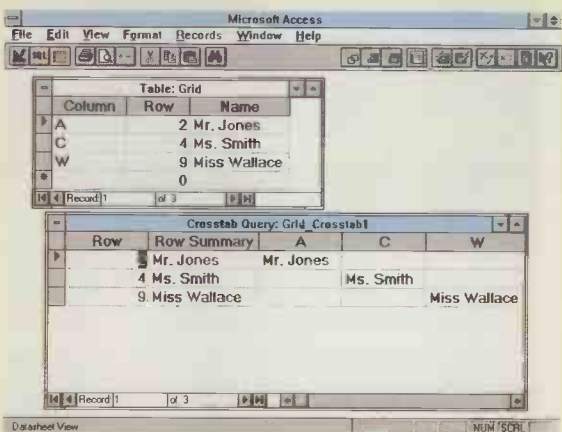 Microsoft Access
File Edit View Format Records Window Help
Table: Grid
Column Row Name
A 2 Mr. Jones
C 4 Ms. Smith
W 9 Miss Wallace
0
Record: 1 of 3
Crosstab Query: Grid_Crosstab1
Row Row Summary A C W
Mr. Jones Mr. Jones
4 Ms. Smith Ms. Smith
9 Miss Wallace Miss Wallace
Record: 1 of 3
Datasheet View NUM SCRL